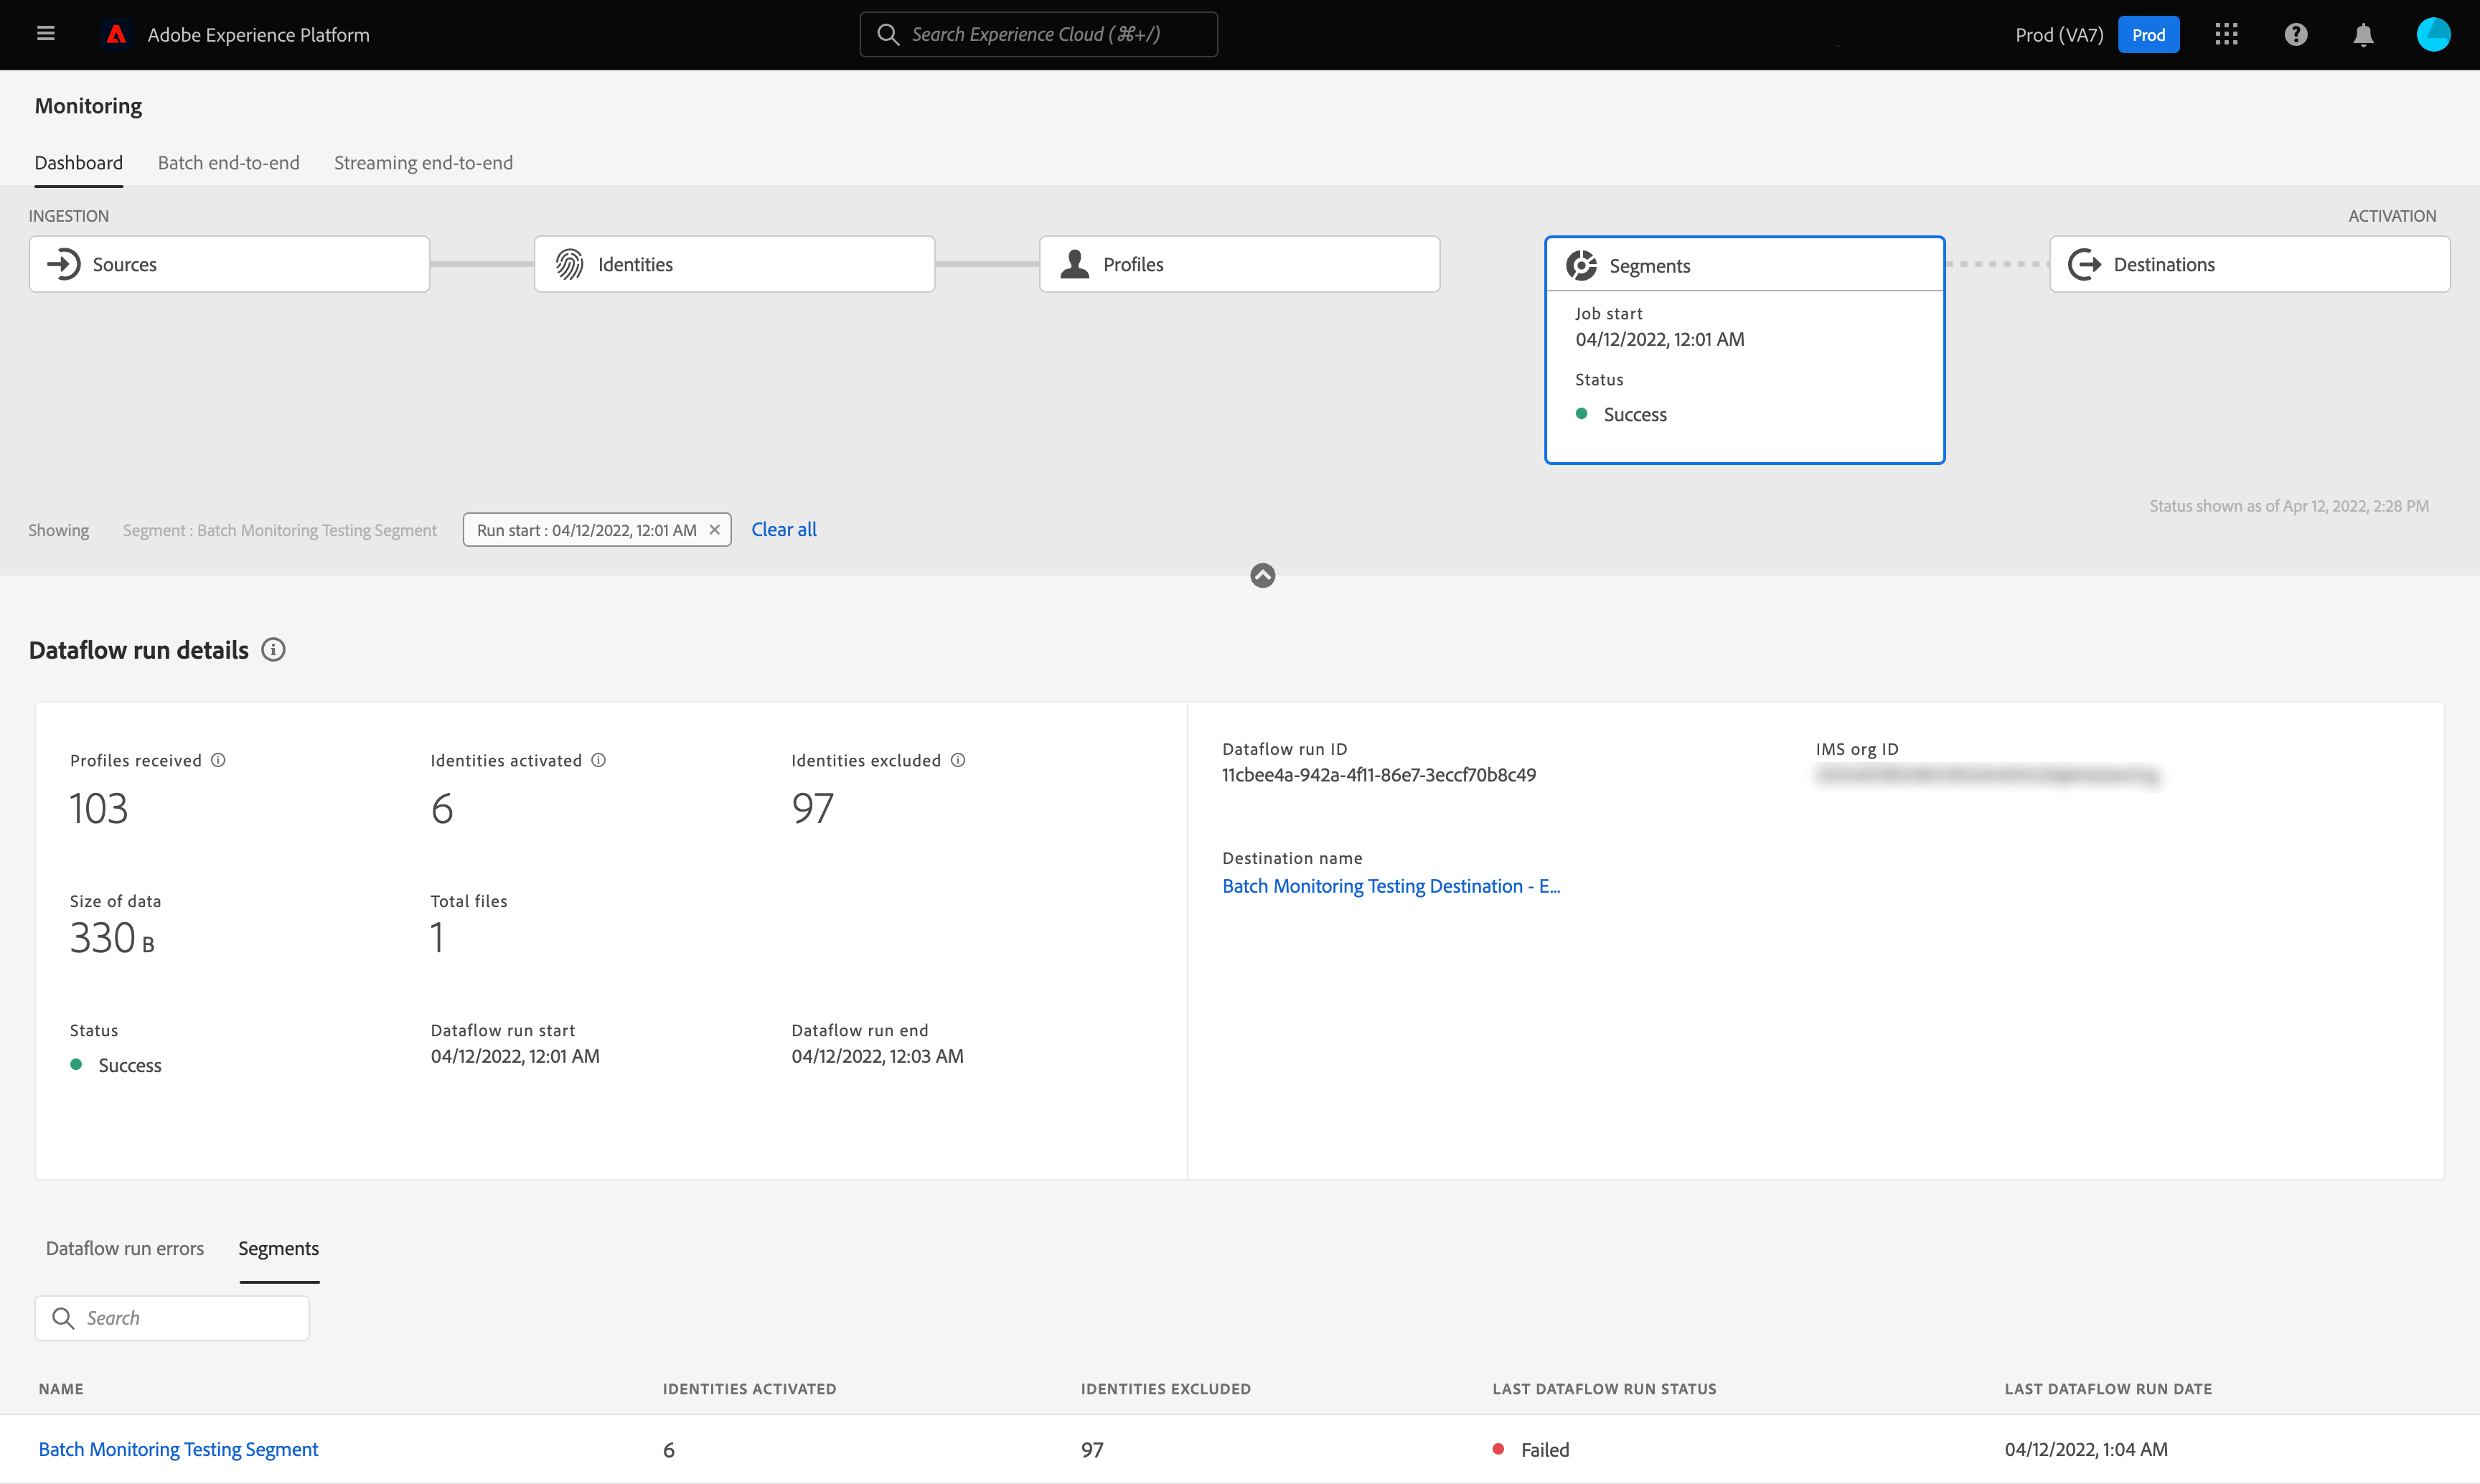 Adobe Experience Platform
Search Experience Cloud (⌘+/)
Prod (VA7)
Prod
Monitoring
Dashboard
Batch end-to-end
Streaming end-to-end
INGESTION
ACTIVATION
Sources
Identities
Profiles
Segments
Destinations
Job start
04/12/2022, 12:01 AM
Status
Success
Status shown as of Apr 12, 2022, 2:28 PM
Showing
Segment : Batch Monitoring Testing Segment
Run start : 04/12/2022, 12:01 AM
Clear all
Dataflow run details
Profiles received
103
Identities activated
6
Identities excluded
97
Size of data
330 B
Total files
1
Status
Success
Dataflow run start
04/12/2022, 12:01 AM
Dataflow run end
04/12/2022, 12:03 AM
Dataflow run ID
11cbee4a-942a-4f11-86e7-3eccf70b8c49
IMS org ID
Destination name
Batch Monitoring Testing Destination - E...
Dataflow run errors
Segments
Search
NAME
IDENTITIES ACTIVATED
IDENTITIES EXCLUDED
LAST DATAFLOW RUN STATUS
LAST DATAFLOW RUN DATE
Batch Monitoring Testing Segment
6
97
Failed
04/12/2022, 1:04 AM